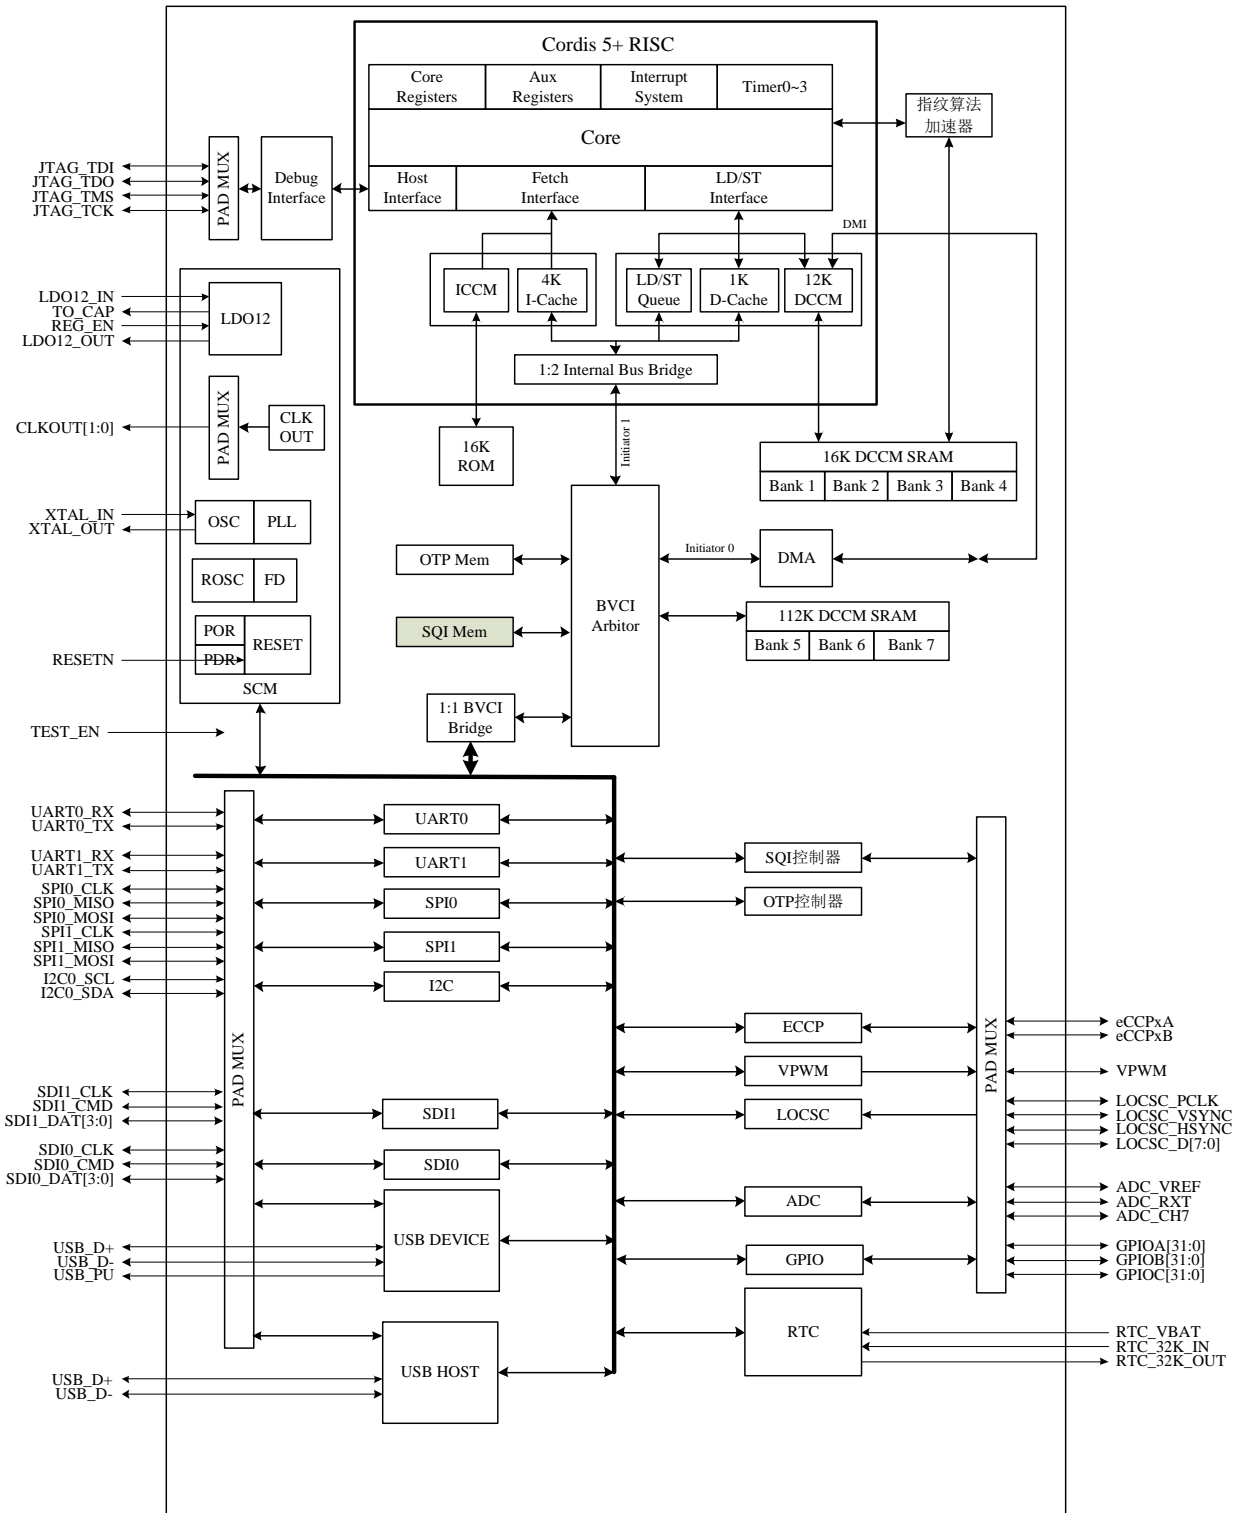 Cordis 5+ RISC
Core
Registers
Aux
Registers
Interrupt
System
Timer0~3
Core
Host
Interface
Fetch
Interface
LD/ST
Interface
指纹算法
加速器
JTAG_TDI
JTAG_TDO
JTAG_TMS
JTAG_TCK
PAD MUX
Debug
Interface
DMI
ICCM
4K
I-Cache
LD/ST
Queue
1K
D-Cache
12K
DCCM
1:2 Internal Bus Bridge
LDO12_IN
TO_CAP
REG_EN
LDO12_OUT
LDO12
CLKOUT[1:0]
PAD MUX
CLK
OUT
16K
ROM
Initiator 1
16K DCCM SRAM
Bank 1
Bank 2
Bank 3
Bank 4
XTAL_IN
XTAL_OUT
OSC
PLL
ROSC
FD
POR
PDR
RESET
RESETN
SCM
TEST_EN
OTP Mem
SQI Mem
BVCI
Arbitor
Initiator 0
DMA
112K DCCM SRAM
Bank 5
Bank 6
Bank 7
1:1 BVCI
Bridge
UART0_RX
UART0_TX
UART1_RX
UART1_TX
SPI0_CLK
SPI0_MISO
SPI0_MOSI
SPI1_CLK
SPI1_MISO
SPI1_MOSI
I2C0_SCL
I2C0_SDA
SDI1_CLK
SDI1_CMD
SDI1_DAT[3:0]
SDI0_CLK
SDI0_CMD
SDI0_DAT[3:0]
USB_D+
USB_D-
USB_PU
USB_D+
USB_D-
PAD MUX
UART0
UART1
SPI0
SPI1
I2C
SDI1
SDI0
USB DEVICE
USB HOST
SQI控制器
OTP控制器
ECCP
VPWM
LOCSC
ADC
GPIO
RTC
PAD MUX
eCCPxA
eCCPxB
VPWM
LOCSC_PCLK
LOCSC_VSYNC
LOCSC_HSYNC
LOCSC_D[7:0]
ADC_VREF
ADC_RXT
ADC_CH7
GPIOA[31:0]
GPIOB[31:0]
GPIOC[31:0]
RTC_VBAT
RTC_32K_IN
RTC_32K_OUT